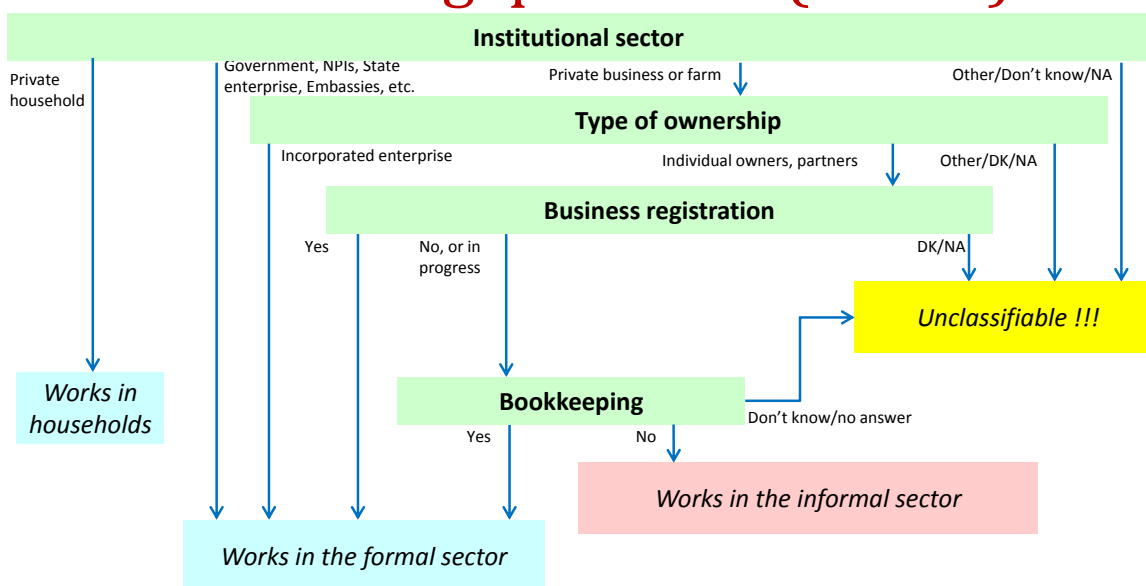 Institutional sector
Private
household
Government, NPIs, State
enterprise, Embassies, etc.
Private business or farm
Other/Don't know/NA
Type of ownership
Incorporated enterprise
Individual owners, partners
Other/DK/NA
Business registration
Yes
No, or in
progress
DK/NA
Unclassifiable !!!
Works in
households
Bookkeeping
Don't know/no answer
Yes
No
Works in the informal sector
Works in the formal sector